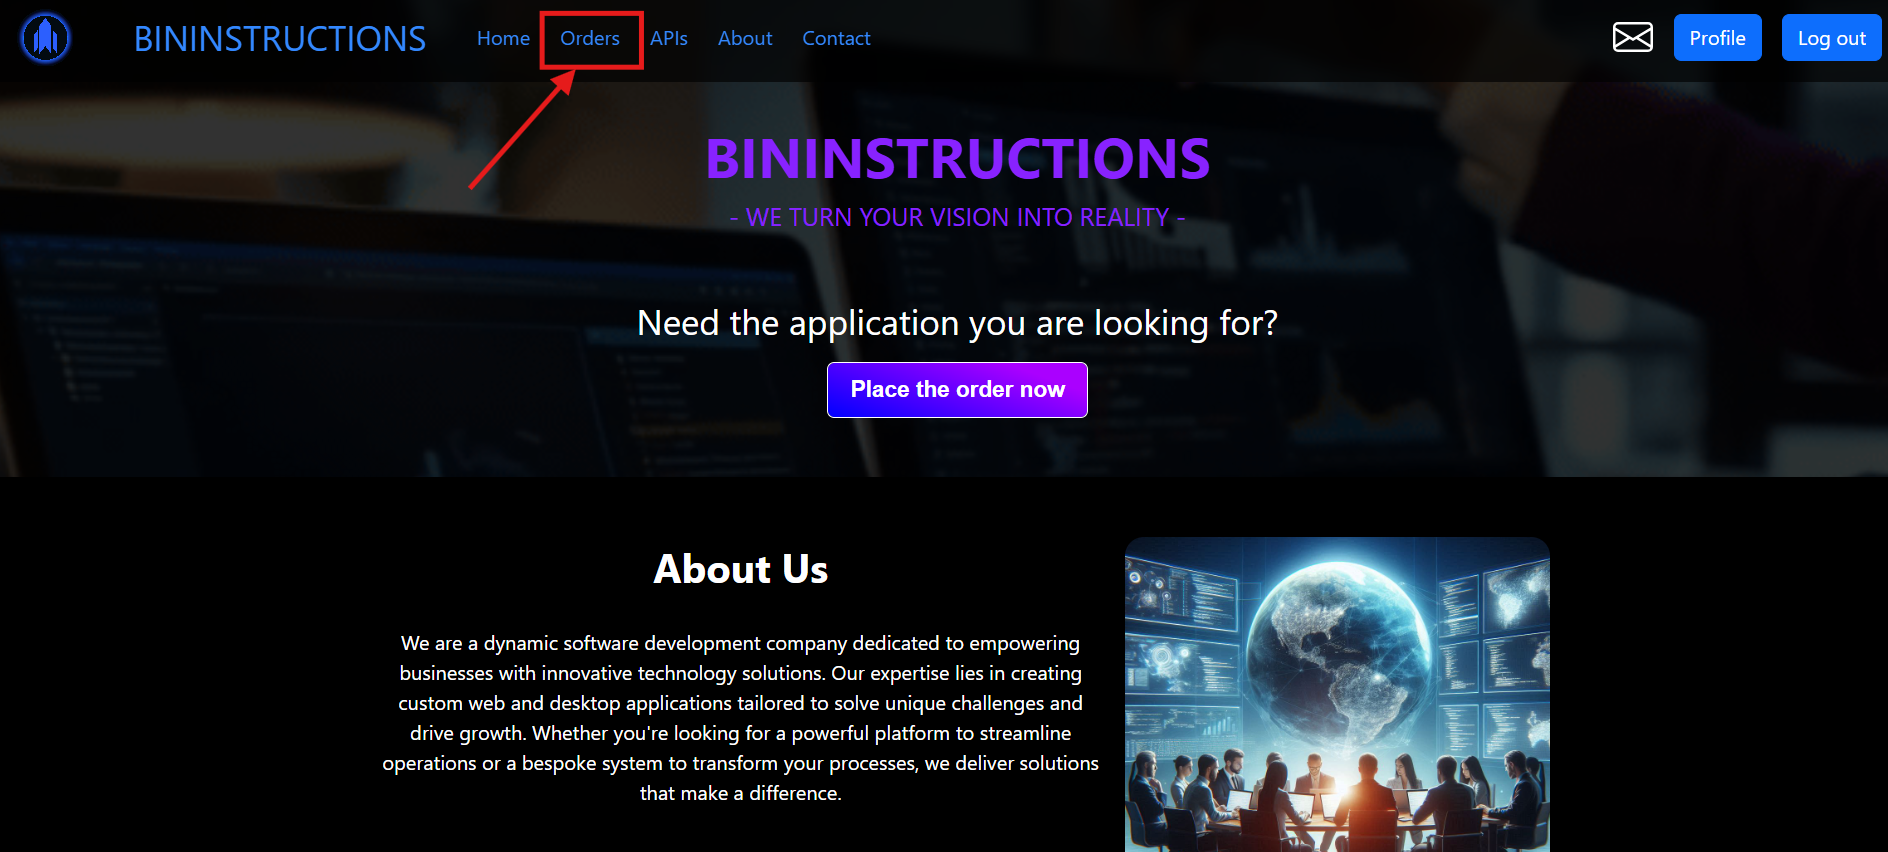 BININSTRUCTIONS Home Orders APIs About Contact Profile Log out
BININSTRUCTIONS
- WE TURN YOUR VISION INTO REALITY -
Need the application you are looking for?
Place the order now
About Us
We are a dynamic software development company dedicated to empowering
businesses with innovative technology solutions. Our expertise lies in creating
custom web and desktop applications tailored to solve unique challenges and
drive growth. Whether you're looking for a powerful platform to streamline
operations or a bespoke system to transform your processes, we deliver solutions
that make a difference.